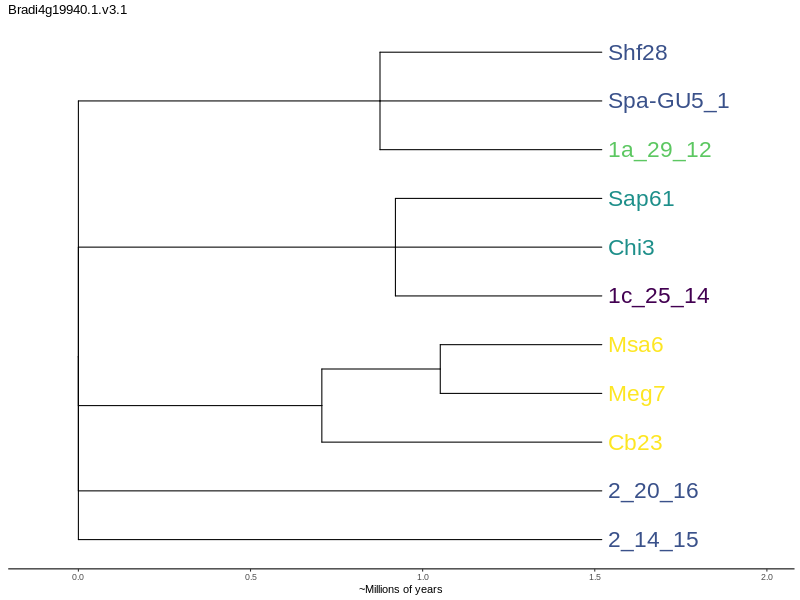 Bradi4g19940.1.v3.1
Shf28
Spa-GU5_1
1a_29_12
Sap61
Chi3
1c_25_14
Msa6
Meg7
Cb23
2_20_16
2_14_15
0.0 0.5 1.0 1.5 2.0
~Millions of years